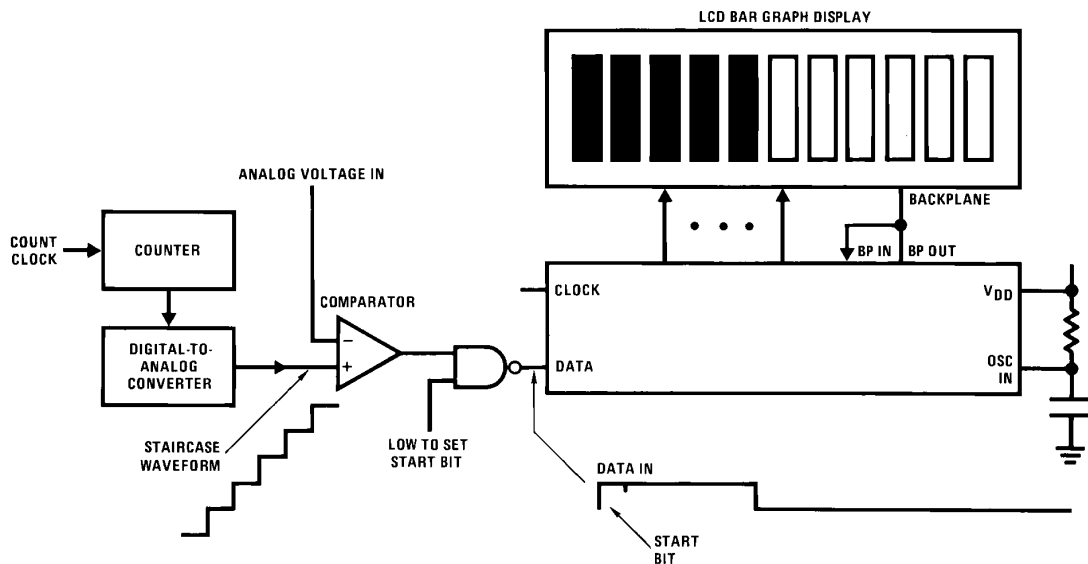 LCD BAR GRAPH DISPLAY
ANALOG VOLTAGE IN
BACKPLANE
COUNT
CLOCK
COUNTER
BP IN
BP OUT
COMPARATOR
CLOCK
VDD
DIGITAL-TO-
ANALOG
CONVERTER
−
+
DATA
OSC
IN
STAIRCASE
WAVEFORM
LOW TO SET
START BIT
DATA IN
START
BIT